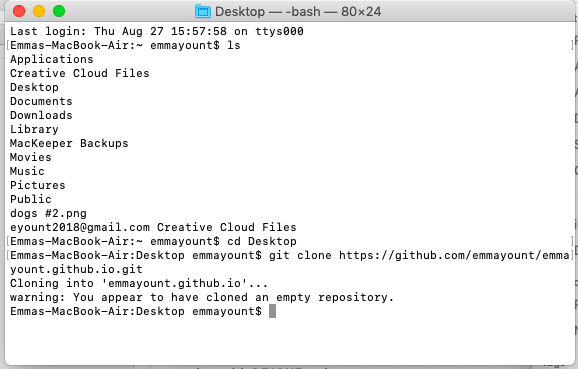 Desktop — -bash — 80×24
Last login: Thu Aug 27 15:57:58 on ttys000
[Emmas-MacBook-Air:~ emmayount$ ls ]
Applications
Creative Cloud Files
Desktop
Documents
Downloads
Library
MacKeeper Backups
Movies
Music
Pictures
Public
dogs #2.png
eyount2018@gmail.com Creative Cloud Files
[Emmas-MacBook-Air:~ emmayount$ cd Desktop ]
[Emmas-MacBook-Air:Desktop emmayount$ git clone https://github.com/emmayount/emma]
yount.github.io.git
Cloning into 'emmayount.github.io'...
warning: You appear to have cloned an empty repository.
Emmas-MacBook-Air:Desktop emmayount$